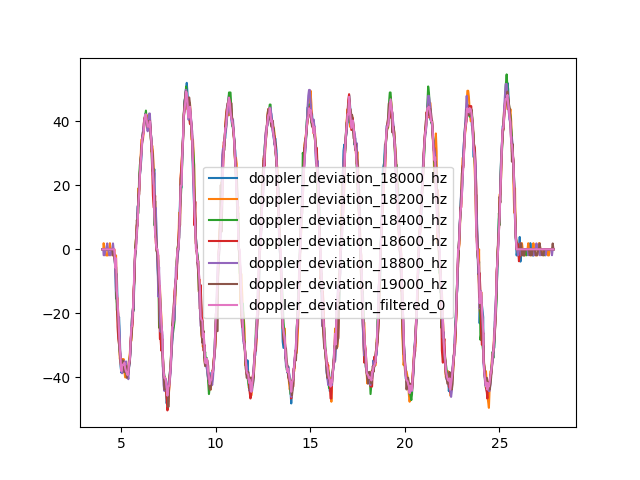 40
20
0
−20
−40
doppler_deviation_18000_hz
doppler_deviation_18200_hz
doppler_deviation_18400_hz
doppler_deviation_18600_hz
doppler_deviation_18800_hz
doppler_deviation_19000_hz
doppler_deviation_filtered_0
5 10 15 20 25